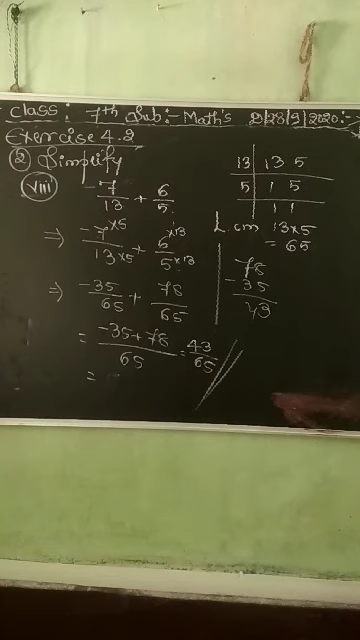 Class: 7th Sub:- Maths D/28/9/2020:-
Exercise 4.2
② Simplify
(viii) -7/13 + 6/5
⇒ -7×5/13×5 + 6×13/5×13
⇒ -35/65 + 78/65
= -35+78/65 = 43/65
=
13 | 13 5
5 | 1 5
1 1
L.cm 13×5
= 65
78
-35
43